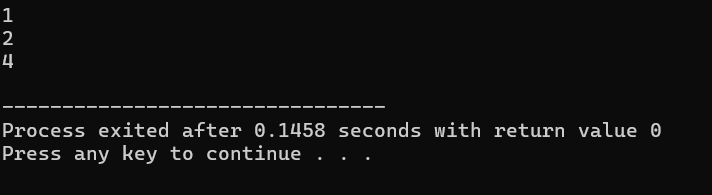 1
2
4
--------------------------------
Process exited after 0.1458 seconds with return value 0
Press any key to continue . . .